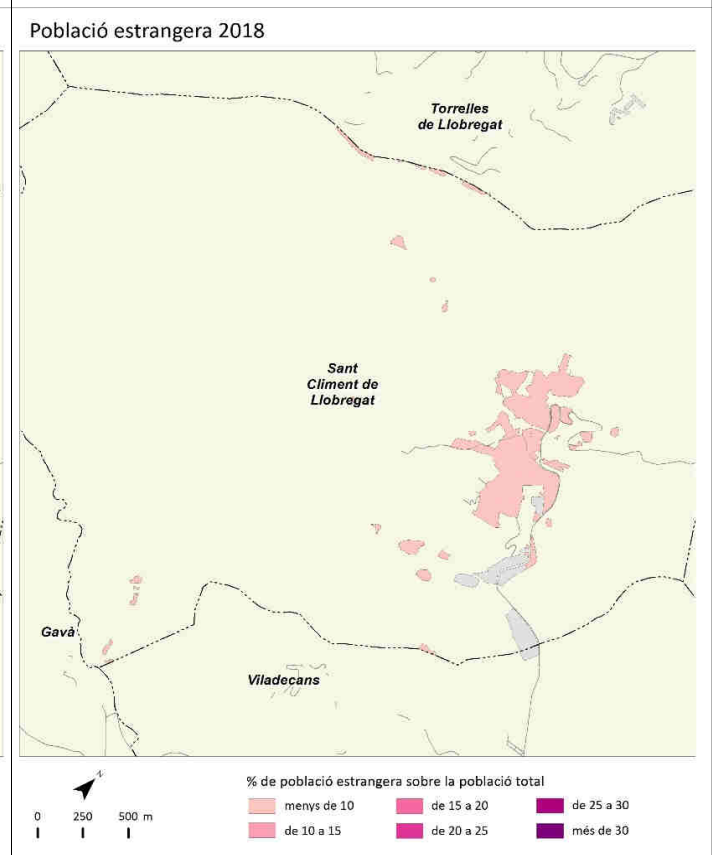 Població estrangera 2018
Torrelles
de Llobregat
Sant
Climent de
Llobregat
Gavà
Viladecans
N
% de població estrangera sobre la població total
0 250 500 m
menys de 10
de 15 a 20
de 25 a 30
de 10 a 15
de 20 a 25
més de 30